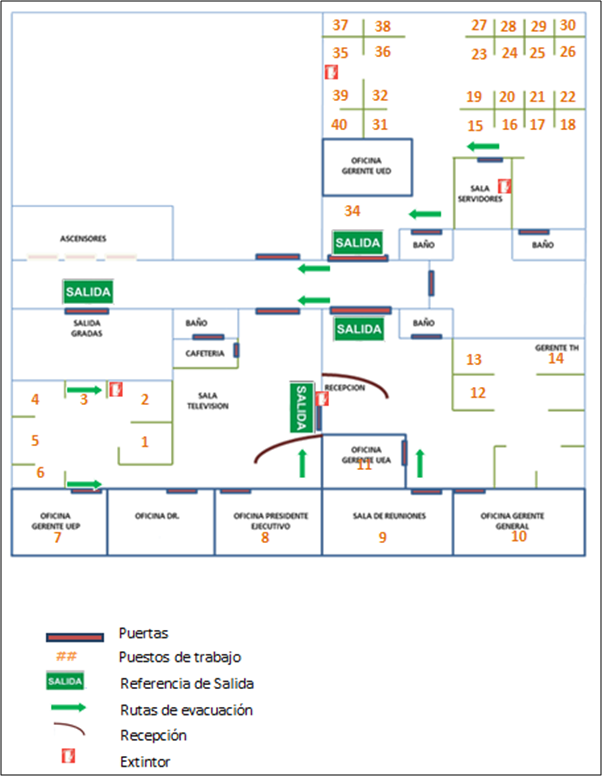 37 38 27 28 29 30
35 36 23 24 25 26
39 32 19 20 21 22
40 31 15 16 17 18
OFICINA
GERENTE UED
SALA
SERVIDORES
34
ASCENSORES
SALIDA
BAÑO
BAÑO
SALIDA
SALIDA
GRADAS
BAÑO
SALIDA
BAÑO
CAFETERIA
GERENTE TH
13 14
RECEPCION
12
4 3 2
SALA
TELEVISION
SALIDA
5 1
6
OFICINA
GERENTE UEA
11
OFICINA
GERENTE UEP
7
OFICINA DR.
OFICINA PRESIDENTE
EJECUTIVO
8
SALA DE REUNIONES
9
OFICINA GERENTE
GENERAL
10
Puertas
## Puestos de trabajo
SALIDA Referencia de Salida
Rutas de evacuación
Recepción
Extintor